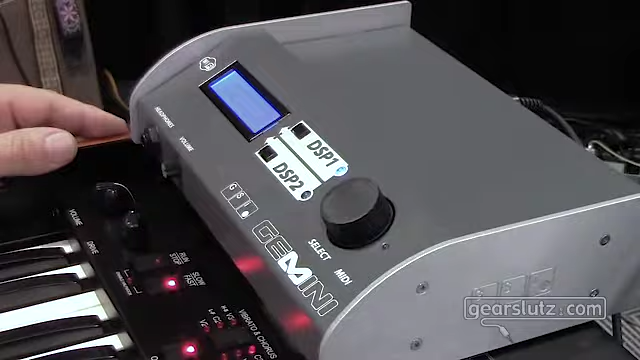 HEADPHONES
VOLUME
DSP1
DSP2
GSi
GEMINI
SELECT
MIDI
VOLUME
DRIVE
RUN
STOP
SLOW
FAST
VIBRATO & CHORUS
gearslutz.com